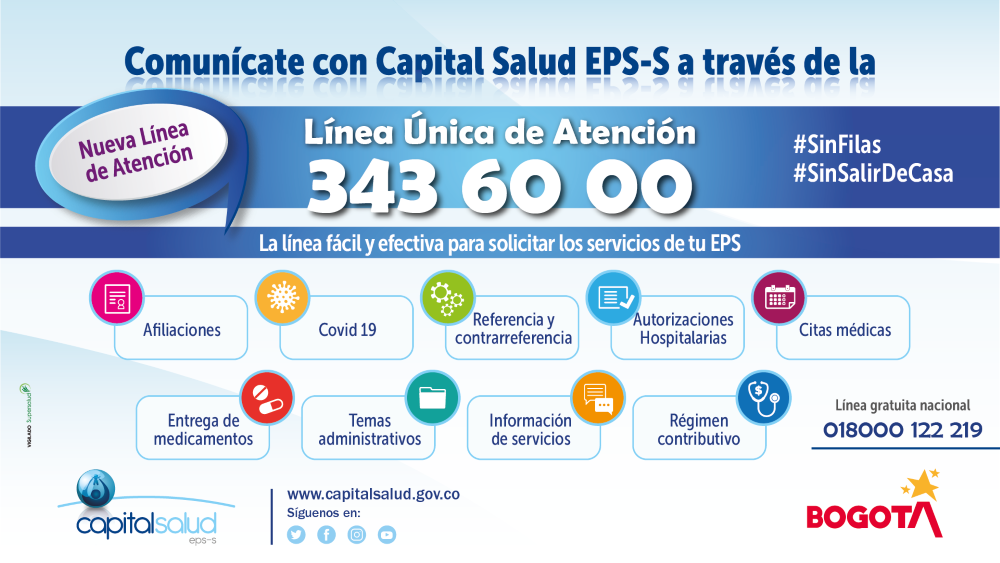 Comunícate con Capital Salud EPS-S a través de la
Nueva Línea
de Atención
Línea Única de Atención
343 60 00
#SinFilas
#SinSalirDeCasa
La línea fácil y efectiva para solicitar los servicios de tu EPS
Afiliaciones
Covid 19
Referencia y
contrarreferencia
Autorizaciones
Hospitalarias
Citas médicas
Entrega de
medicamentos
Temas
administrativos
Información
de servicios
Régimen
contributivo
Línea gratuita nacional
018000 122 219
VIGILADO Supersalud
capitalsalud
eps-s
www.capitalsalud.gov.co
Síguenos en:
BOGOTÁ